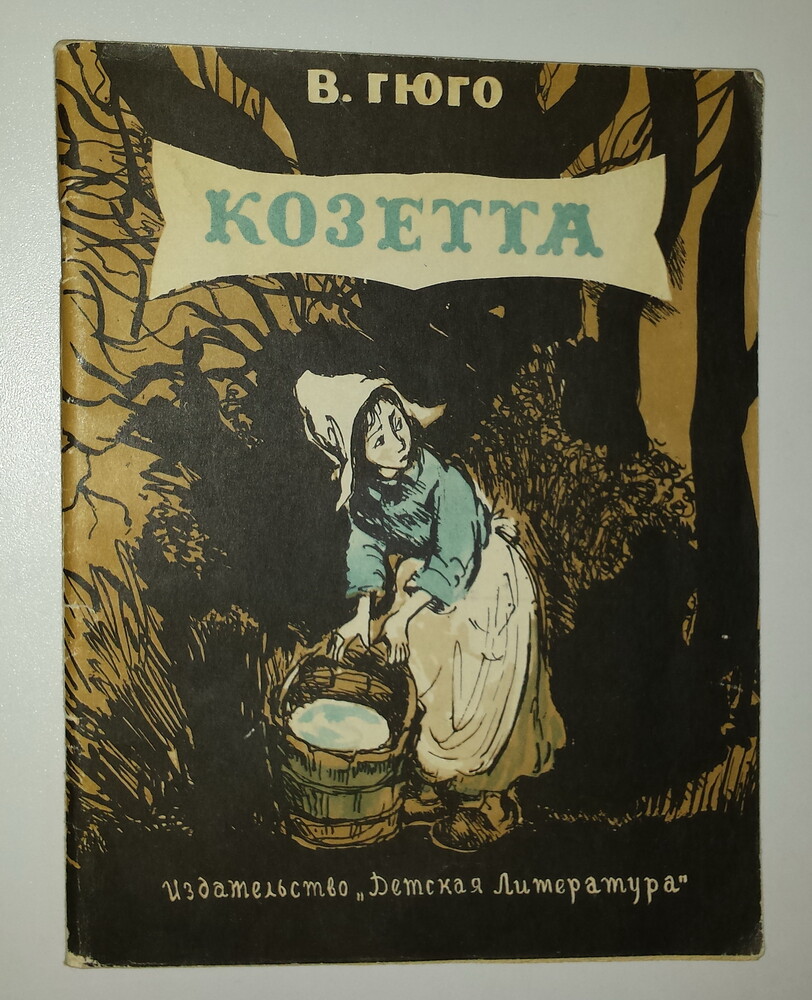 В. ГЮГО
КОЗЕТТА
Издательство „Детская Литература"